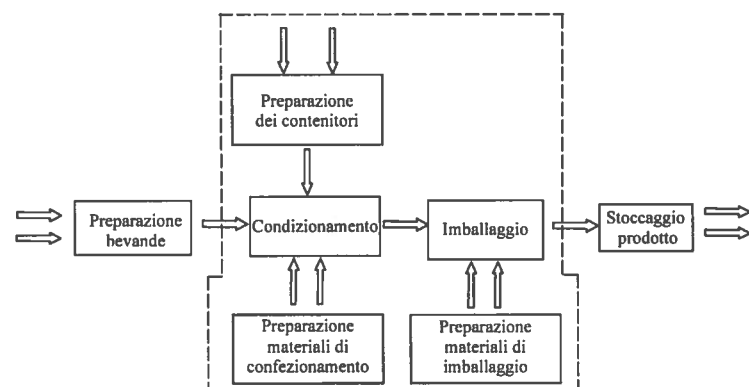 Preparazione
dei contenitori
Preparazione
bevande
Condizionamento
Imballaggio
Stoccaggio
prodotto
Preparazione
materiali di
confezionamento
Preparazione
materiali di
imballaggio